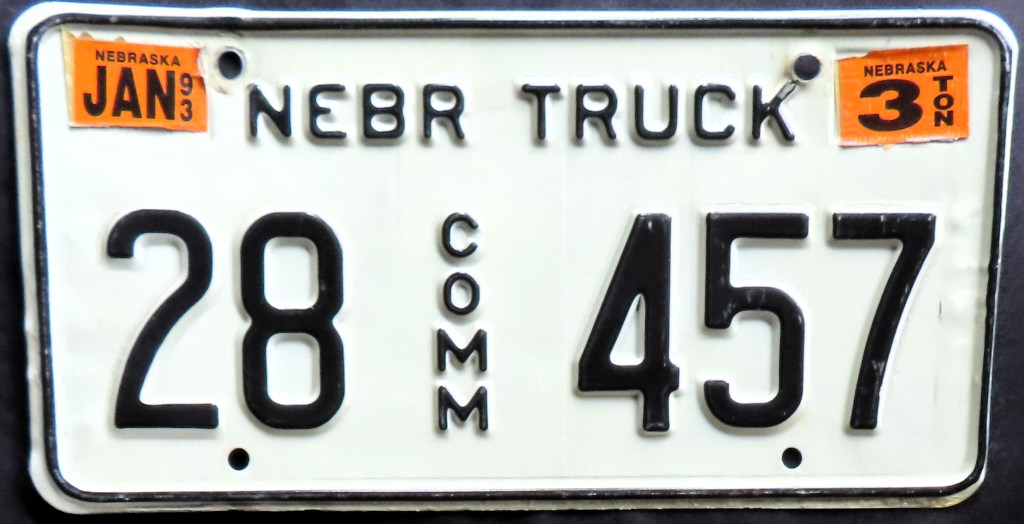 NEBRASKA
JAN 93
NEBR TRUCK
NEBRASKA
3 TON
28 COMM 457